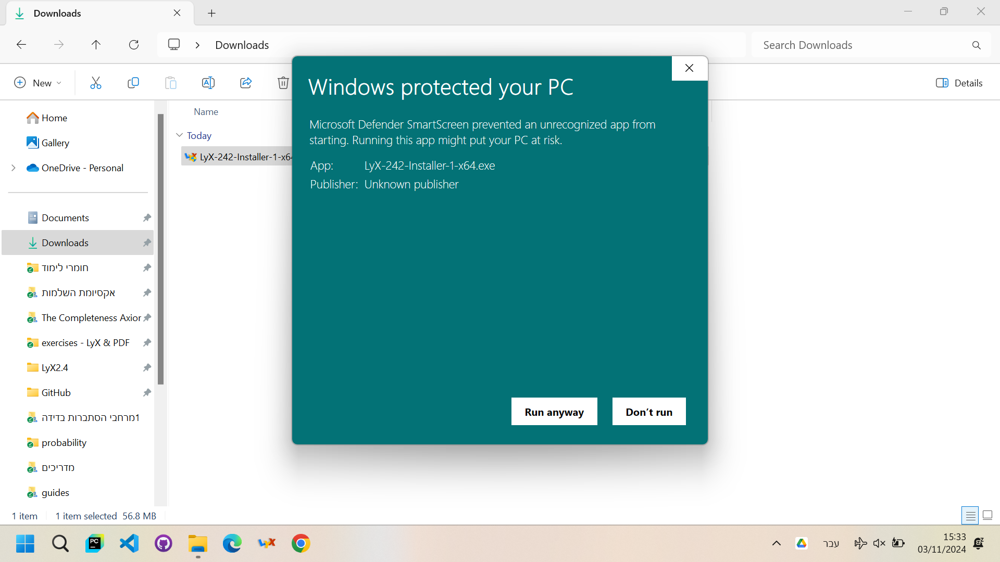 Downloads
Downloads
Search Downloads
New
Details
Home
Gallery
OneDrive - Personal
Documents
Downloads
חומרי לימוד
אקסיומת השלמות
The Completeness Axior
exercises - LyX & PDF
LyX2.4
GitHub
מרחבי הסתברות בדידה1
probability
מדריכים
guides
Name
Today
LyX-242-Installer-1-x64
Windows protected your PC
Microsoft Defender SmartScreen prevented an unrecognized app from
starting. Running this app might put your PC at risk.
App: LyX-242-Installer-1-x64.exe
Publisher: Unknown publisher
Run anyway
Don't run
1 item
1 item selected 56.8 MB
PC
עבר
15:33
03/11/2024